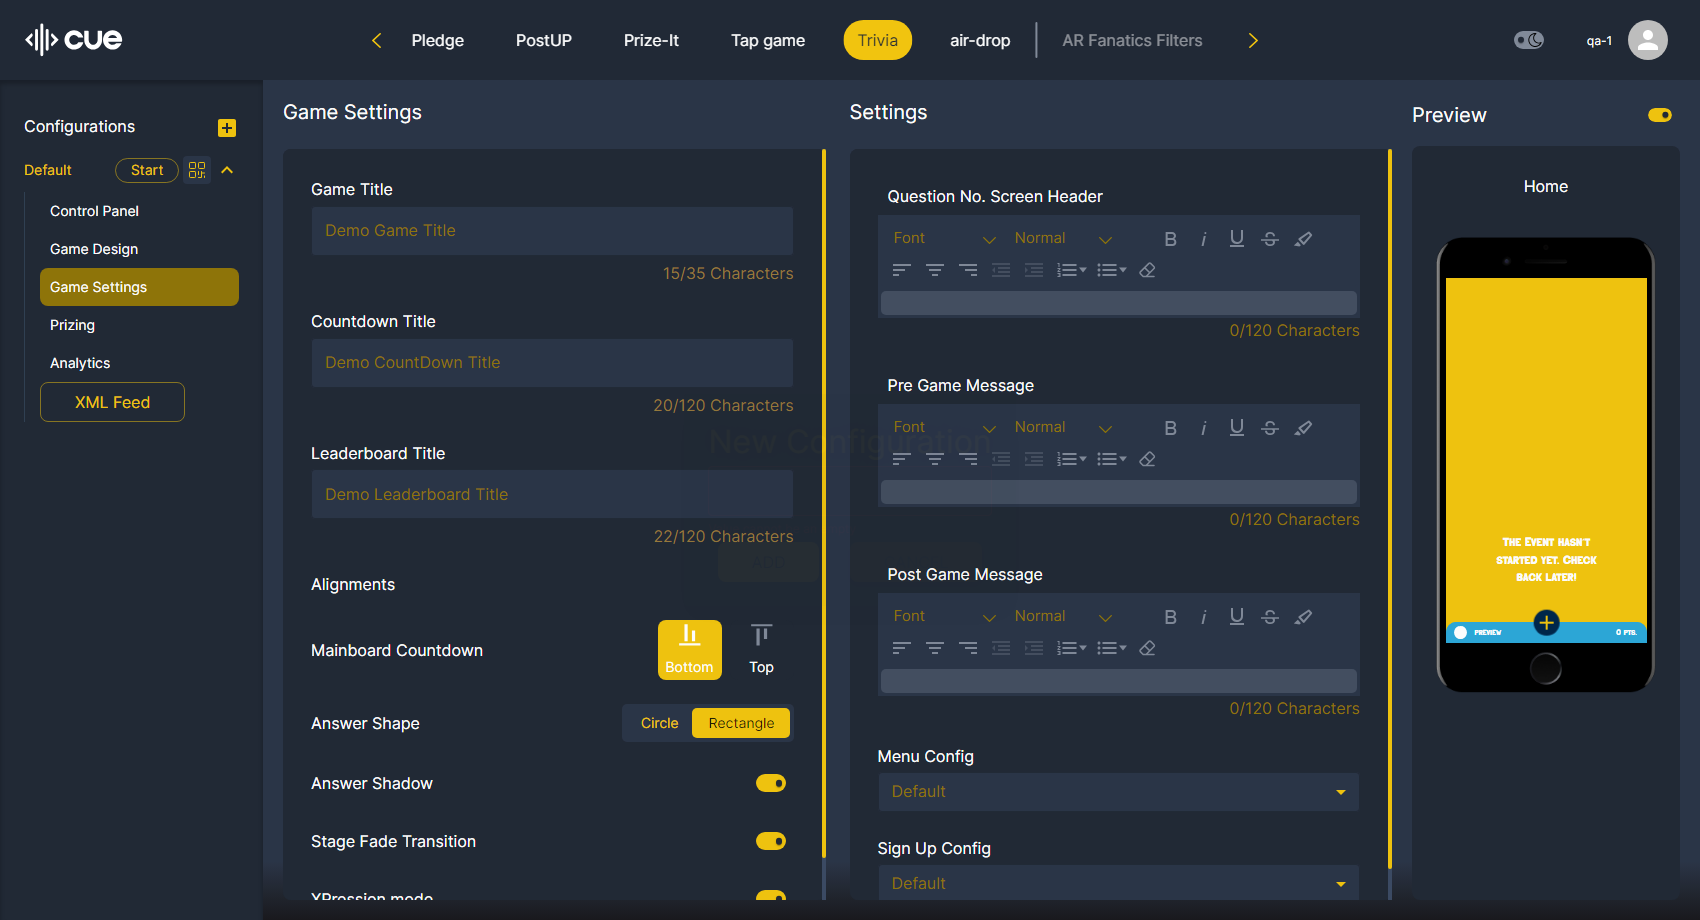 cue
Pledge
PostUP
Prize-It
Tap game
Trivia
air-drop
AR Fanatics Filters
qa-1
Configurations
Default
Start
Control Panel
Game Design
Game Settings
Prizing
Analytics
XML Feed
Game Settings
Game Title
Demo Game Title
15/35 Characters
Countdown Title
Demo CountDown Title
20/120 Characters
Leaderboard Title
Demo Leaderboard Title
22/120 Characters
Alignments
Mainboard Countdown
Bottom
Top
Answer Shape
Circle
Rectangle
Answer Shadow
Stage Fade Transition
XPression mode
New Configuration
Settings
Question No. Screen Header
Font
Normal
B
i
U
S
0/120 Characters
Pre Game Message
Font
Normal
B
i
U
S
0/120 Characters
Post Game Message
Font
Normal
B
i
U
S
0/120 Characters
Menu Config
Default
Sign Up Config
Default
Preview
Home
The Event hasn't
started yet. Check
back later!
PREVIEW
0 PTS.